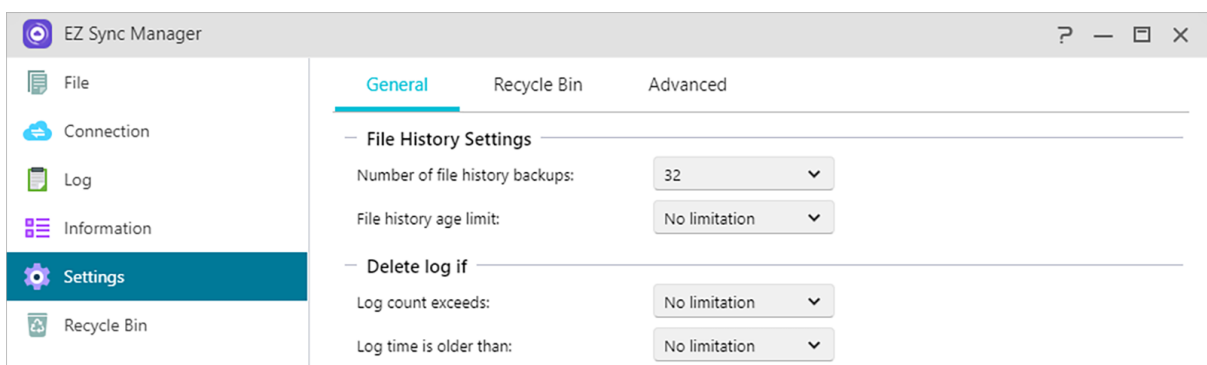 EZ Sync Manager
File
Connection
Log
Information
Settings
Recycle Bin
General Recycle Bin Advanced
File History Settings
Number of file history backups: 32
File history age limit: No limitation
Delete log if
Log count exceeds: No limitation
Log time is older than: No limitation